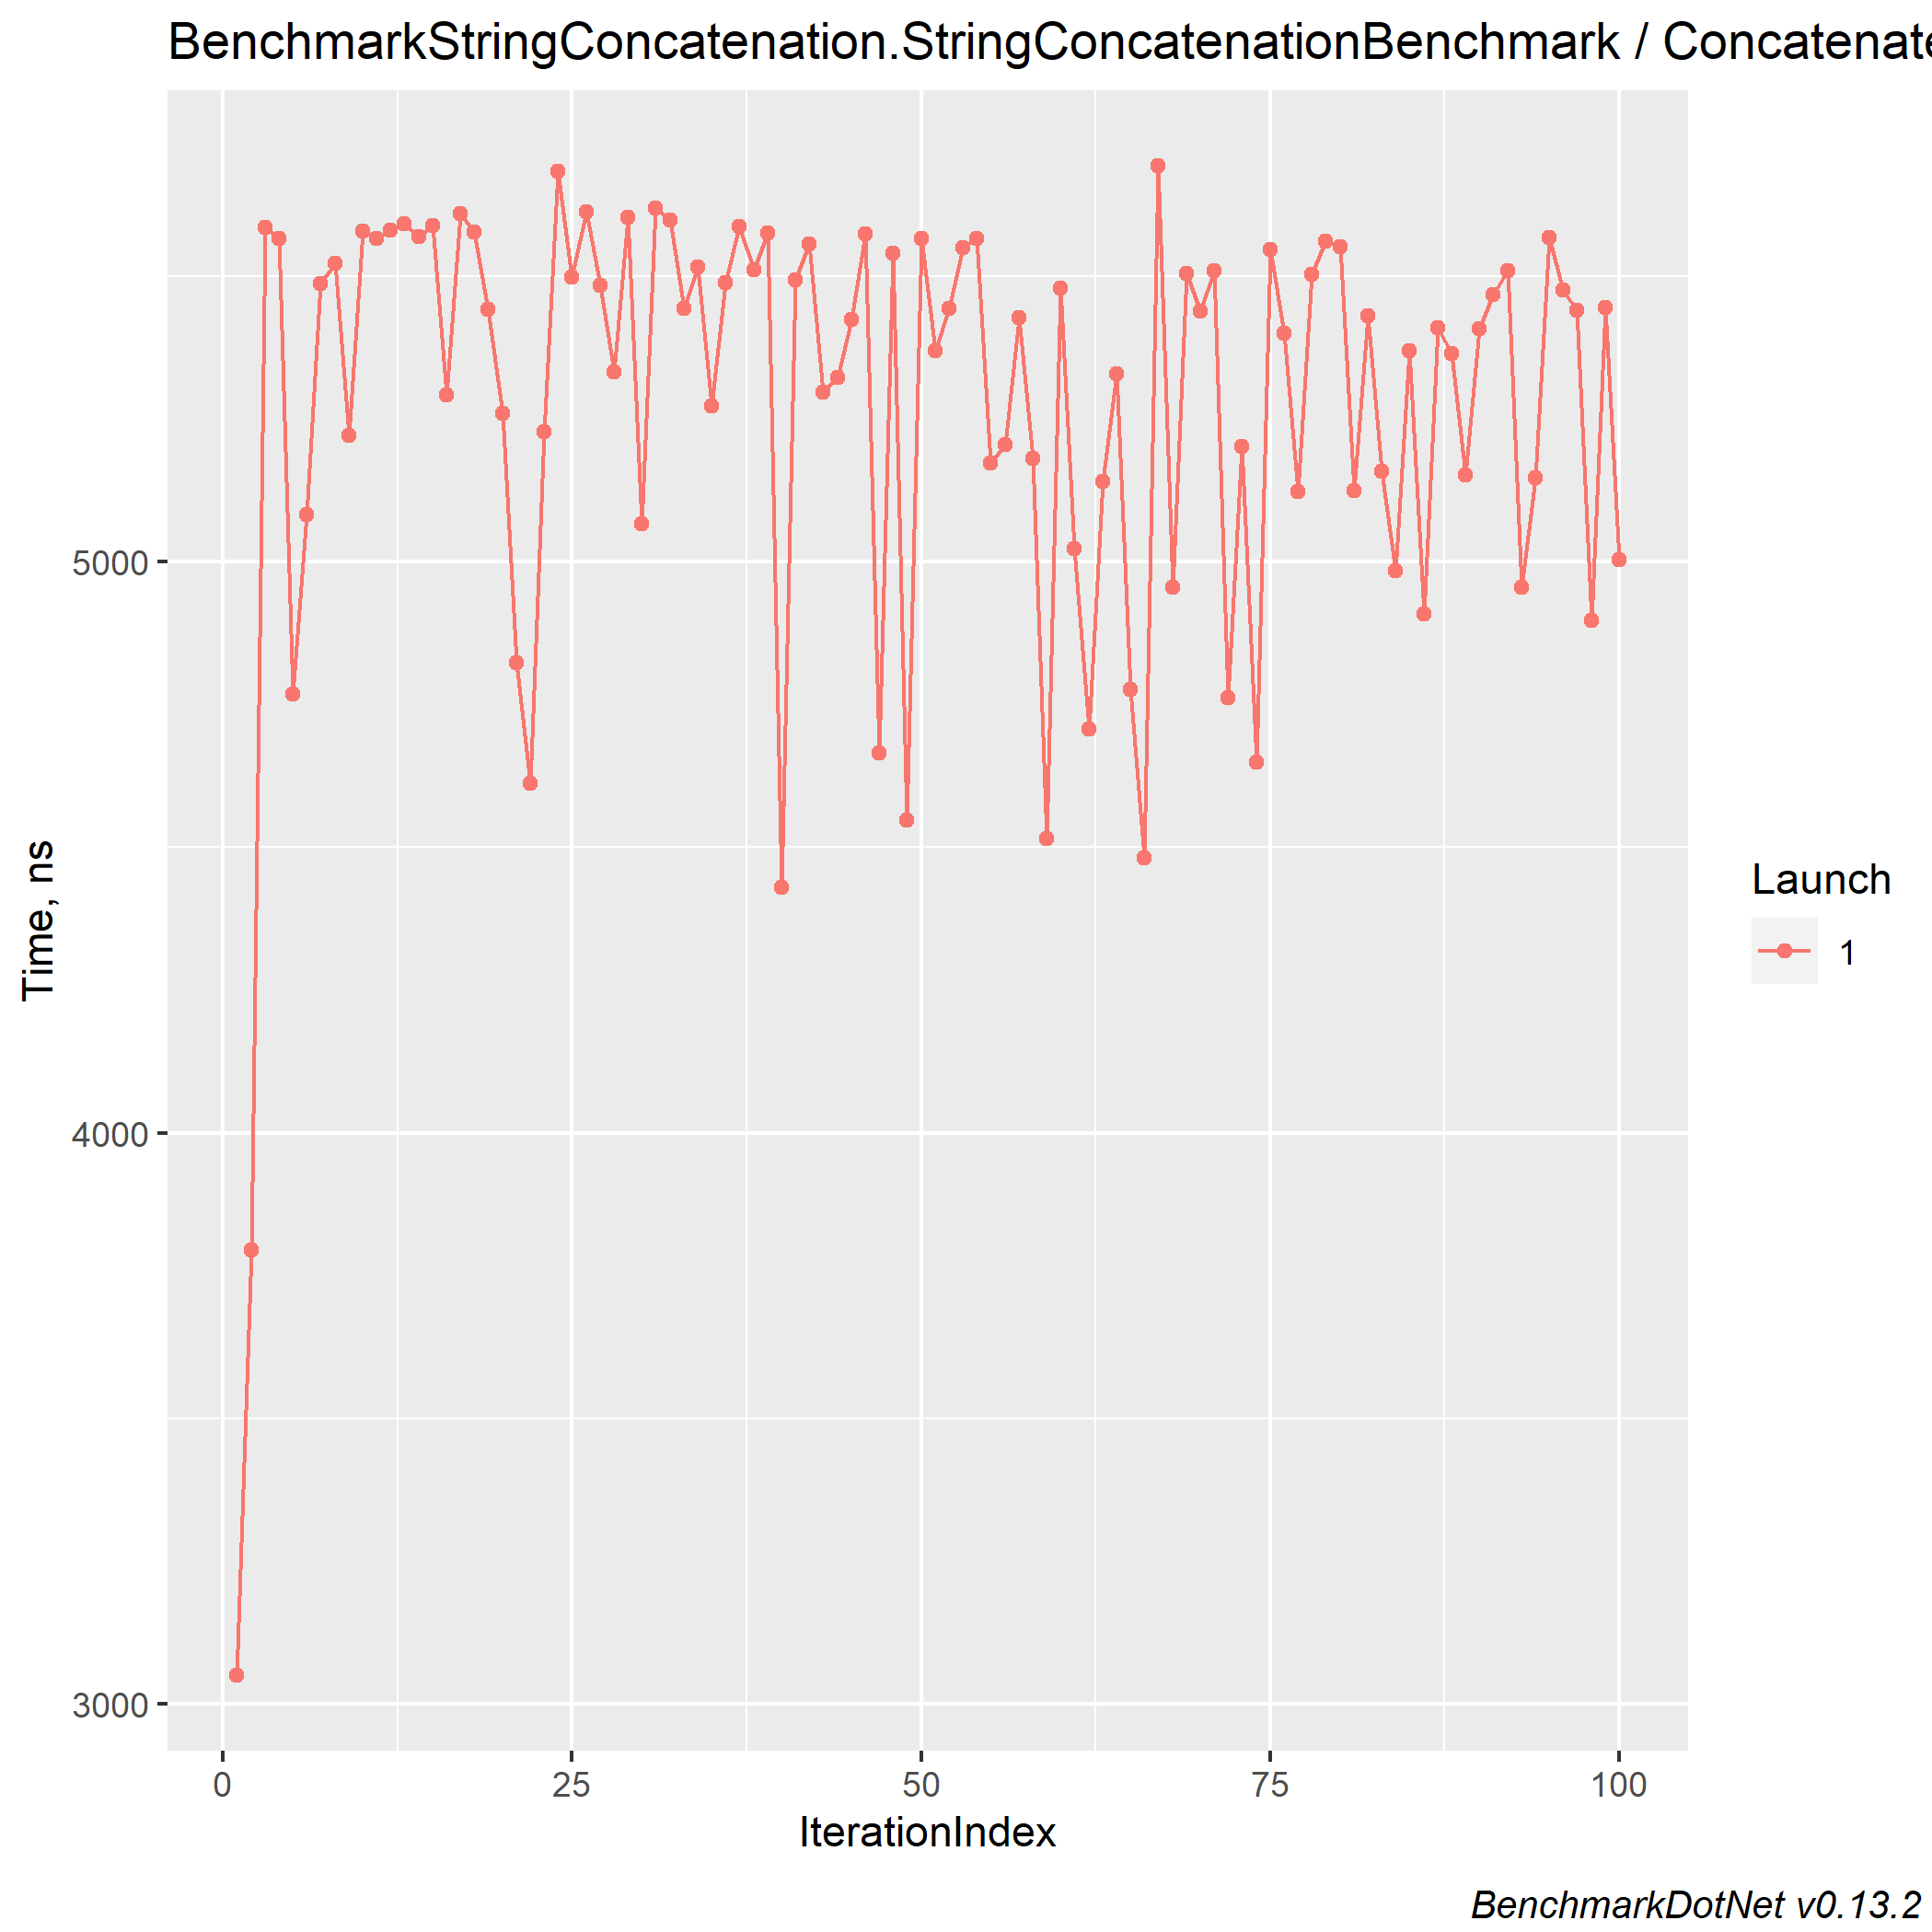 BenchmarkStringConcatenation.StringConcatenationBenchmark / Concatenate
Time, ns
5000
4000
3000
0 25 50 75 100
IterationIndex
Launch
1
BenchmarkDotNet v0.13.2